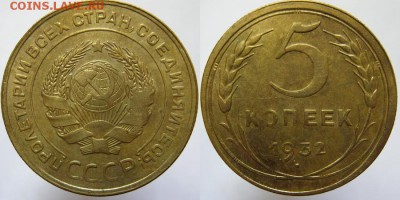 COINS.LAVE.RU
ПРОЛЕТАРИИ ВСЕХ СТРАН, СОЕДИНЯЙТЕСЬ!
СССР
5
КОПЕЕК
1932